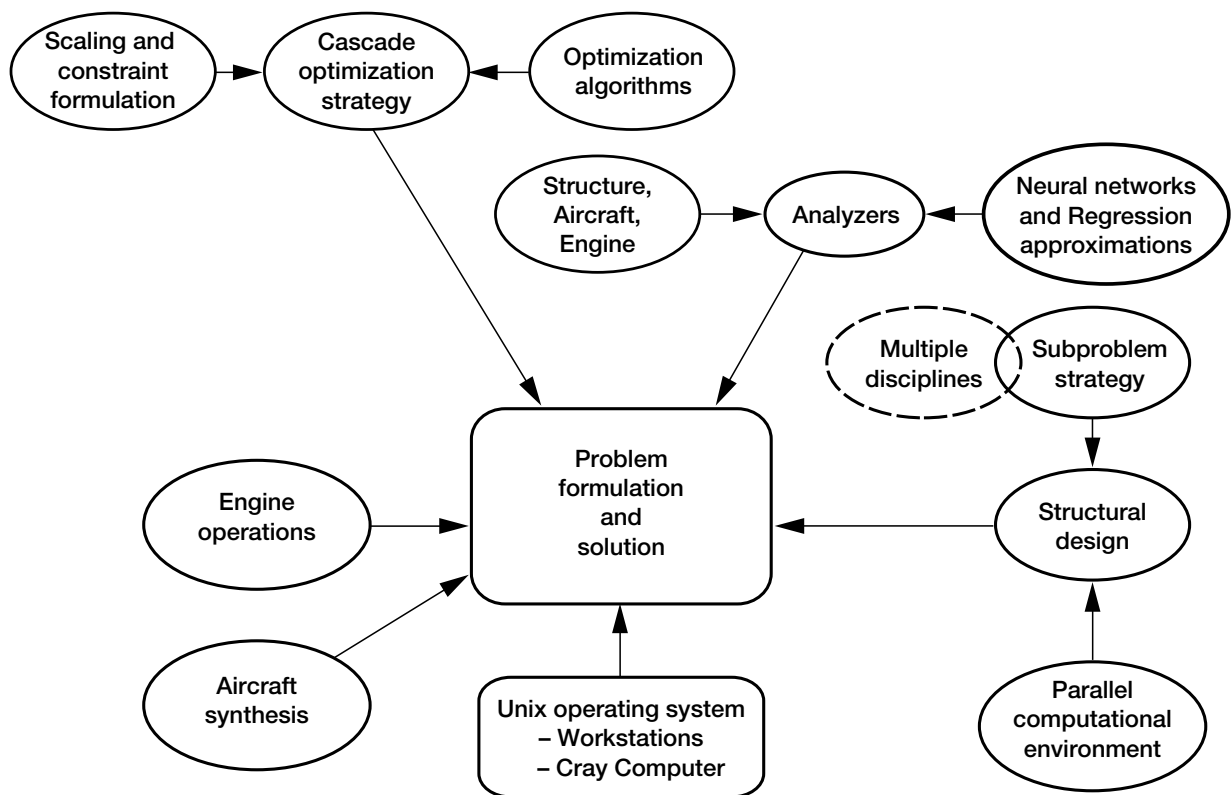 Scaling and
constraint
formulation
Cascade
optimization
strategy
Optimization
algorithms
Structure,
Aircraft,
Engine
Analyzers
Neural networks
and Regression
approximations
Multiple
disciplines
Subproblem
strategy
Problem
formulation
and
solution
Engine
operations
Structural
design
Aircraft
synthesis
Unix operating system
– Workstations
– Cray Computer
Parallel
computational
environment